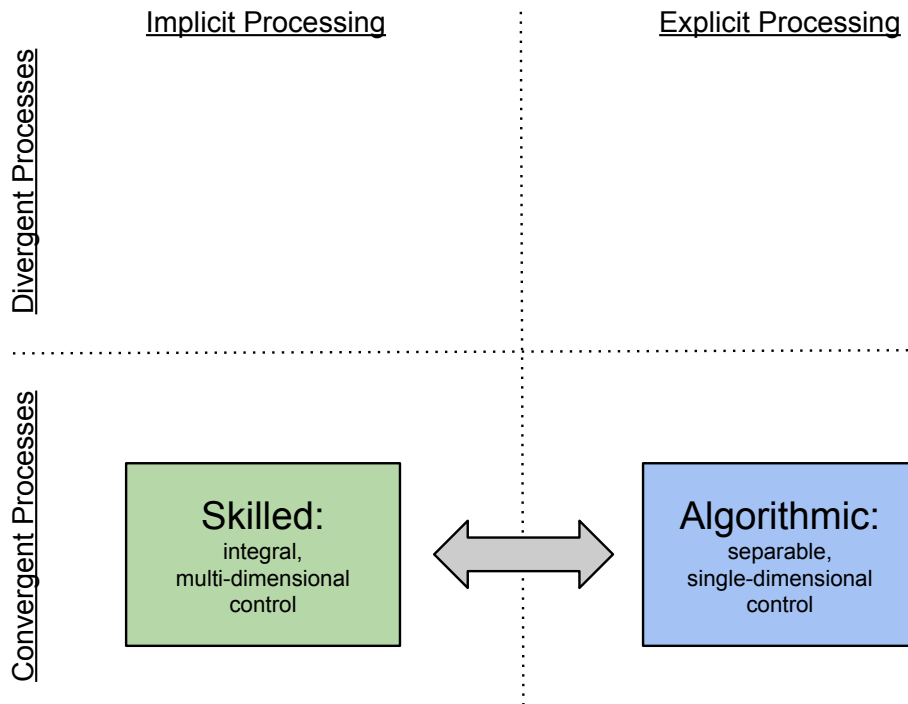 Implicit Processing
Explicit Processing
Divergent Processes
Convergent Processes
Skilled:
integral,
multi-dimensional
control
Algorithmic:
separable,
single-dimensional
control